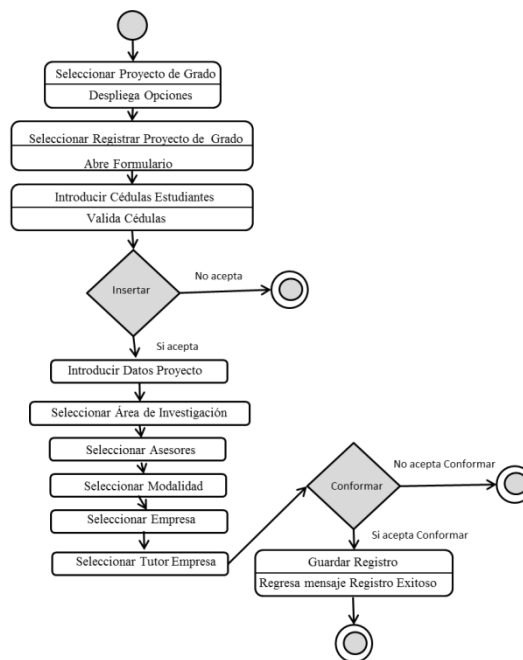 Seleccionar Proyecto de Grado
Despliega Opciones
Seleccionar Registrar Proyecto de Grado
Abre Formulario
Introducir Cédulas Estudiantes
Valida Cédulas
Insertar
No acepta
Si acepta
Introducir Datos Proyecto
Seleccionar Área de Investigación
Seleccionar Asesores
Seleccionar Modalidad
Seleccionar Empresa
Seleccionar Tutor Empresa
Conformar
No acepta Conformar
Si acepta Conformar
Guardar Registro
Regresa mensaje Registro Exitoso